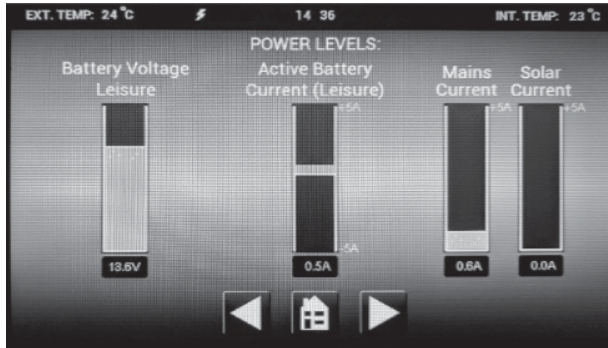 EXT. TEMP: 24 °C 14 36 INT. TEMP: 23 °C
POWER LEVELS:
Battery Voltage
Leisure
Active Battery
Current (Leisure)
Mains
Current
Solar
Current
+5A
-5A
+5A
+5A
13.6V
0.5A
0.6A
0.0A